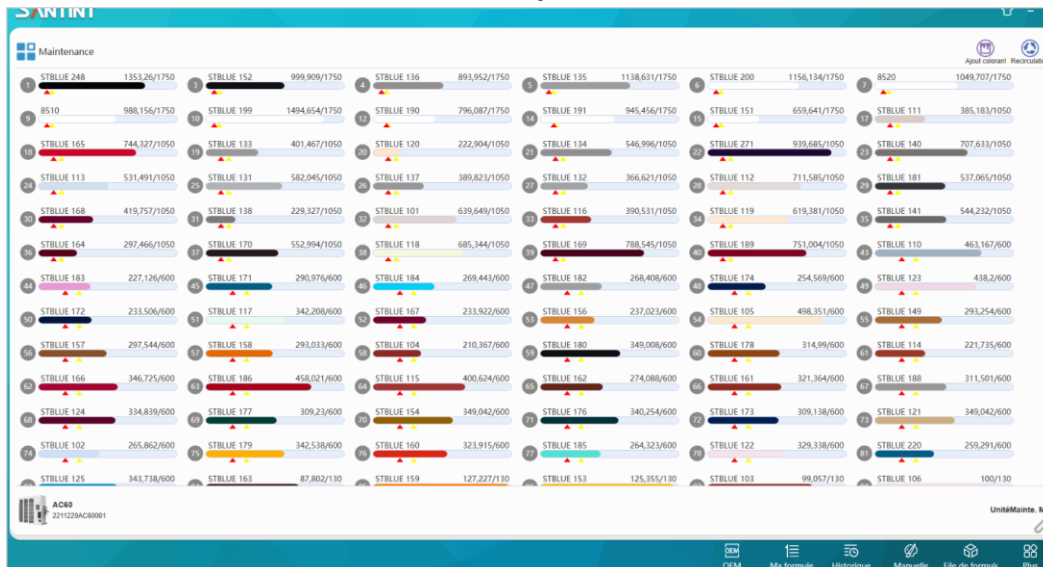 SANTINT
Maintenance
Ajout colorant Recirculatio
1 STBLUE 248 1353,26/1750 3 STBLUE 152 999,909/1750 4 STBLUE 136 893,952/1750 5 STBLUE 135 1138,631/1750 6 STBLUE 200 1156,134/1750 7 8520 1049,707/1750
9 8510 988,156/1750 10 STBLUE 199 1494,654/1750 12 STBLUE 190 796,087/1750 14 STBLUE 191 945,456/1750 15 STBLUE 151 659,641/1750 17 STBLUE 111 385,183/1050
18 STBLUE 165 744,327/1050 19 STBLUE 133 401,467/1050 20 STBLUE 120 222,904/1050 21 STBLUE 134 546,996/1050 22 STBLUE 271 939,685/1050 23 STBLUE 140 707,633/1050
24 STBLUE 113 531,491/1050 25 STBLUE 131 582,045/1050 26 STBLUE 137 389,823/1050 27 STBLUE 132 366,621/1050 28 STBLUE 112 711,585/1050 29 STBLUE 181 537,065/1050
30 STBLUE 168 419,757/1050 31 STBLUE 138 229,327/1050 32 STBLUE 101 639,649/1050 33 STBLUE 116 390,531/1050 34 STBLUE 119 619,381/1050 35 STBLUE 141 544,232/1050
36 STBLUE 164 297,466/1050 37 STBLUE 170 552,994/1050 38 STBLUE 118 685,344/1050 39 STBLUE 169 788,545/1050 40 STBLUE 189 751,004/1050 43 STBLUE 110 463,167/600
44 STBLUE 183 227,126/600 45 STBLUE 171 290,976/600 46 STBLUE 184 269,443/600 47 STBLUE 182 268,408/600 48 STBLUE 174 254,569/600 49 STBLUE 123 438,2/600
50 STBLUE 172 233,506/600 51 STBLUE 117 342,208/600 52 STBLUE 167 233,922/600 53 STBLUE 156 237,023/600 54 STBLUE 105 498,351/600 55 STBLUE 149 293,254/600
56 STBLUE 157 297,544/600 57 STBLUE 158 293,033/600 58 STBLUE 104 210,367/600 59 STBLUE 180 349,008/600 60 STBLUE 178 314,99/600 61 STBLUE 114 221,735/600
62 STBLUE 166 346,725/600 63 STBLUE 186 458,021/600 64 STBLUE 115 400,624/600 65 STBLUE 162 274,088/600 66 STBLUE 161 321,364/600 67 STBLUE 188 311,501/600
68 STBLUE 124 334,839/600 69 STBLUE 177 309,23/600 70 STBLUE 154 349,042/600 71 STBLUE 176 340,254/600 72 STBLUE 173 309,138/600 73 STBLUE 121 349,042/600
74 STBLUE 102 265,862/600 75 STBLUE 179 342,538/600 76 STBLUE 160 323,915/600 77 STBLUE 185 264,323/600 78 STBLUE 122 329,338/600 81 STBLUE 220 259,291/600
STBLUE 125 343,738/600 STBLUE 163 87,802/130 STBLUE 159 127,227/130 STBLUE 153 125,355/130 STBLUE 103 99,057/130 STBLUE 106 100/130
AC60
2211220AC60001
UnitéMainte. M
OEM
OEM Ma formule Historique Manuelle File de formuls Plus